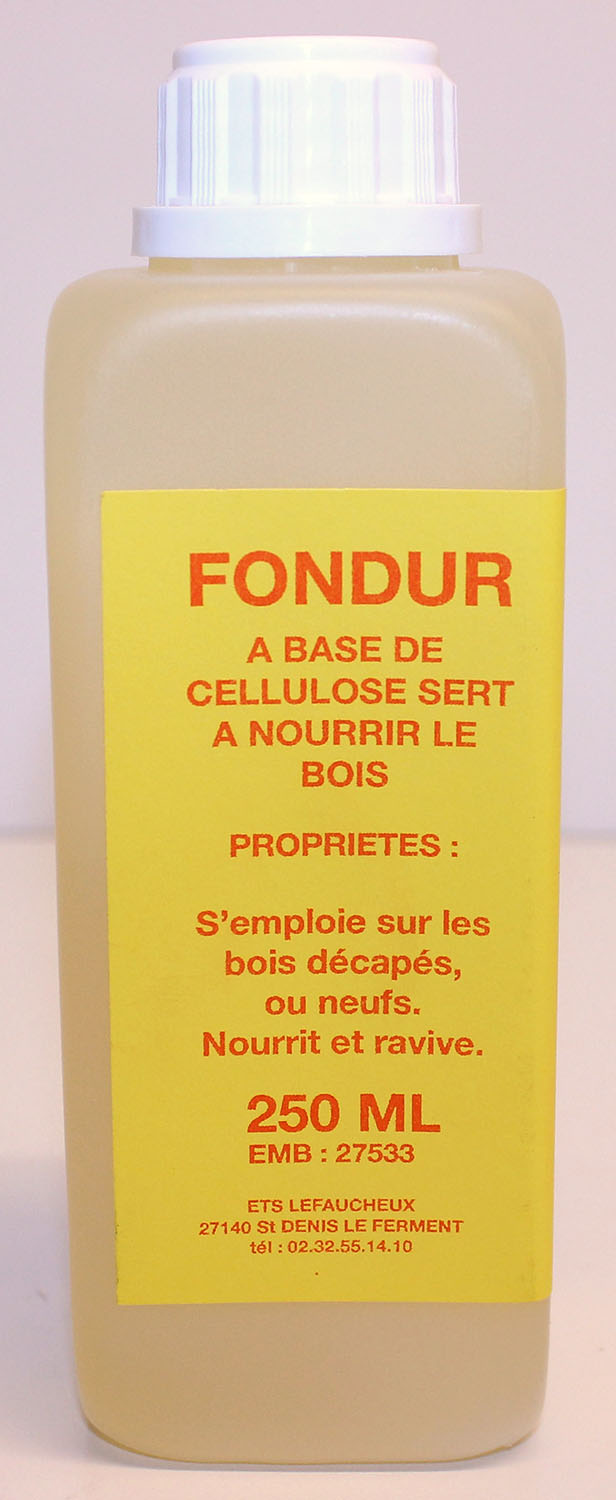 FONDUR
A BASE DE
CELLULOSE SERT
A NOURRIR LE
BOIS
PROPRIETES :
S'emploie sur les
bois décapés,
ou neufs.
Nourrit et ravive.
250 ML
EMB : 27533
ETS LEFAUCHEUX
27140 St DENIS LE FERMENT
tél : 02.32.55.14.10